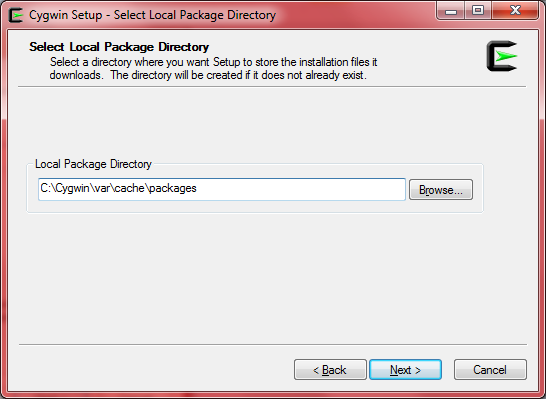 Cygwin Setup - Select Local Package Directory
Select Local Package Directory
Select a directory where you want Setup to store the installation files it
downloads.  The directory will be created if it does not already exist.
Local Package Directory
C:\Cygwin\var\cache\packages
Browse...
< Back
Next >
Cancel